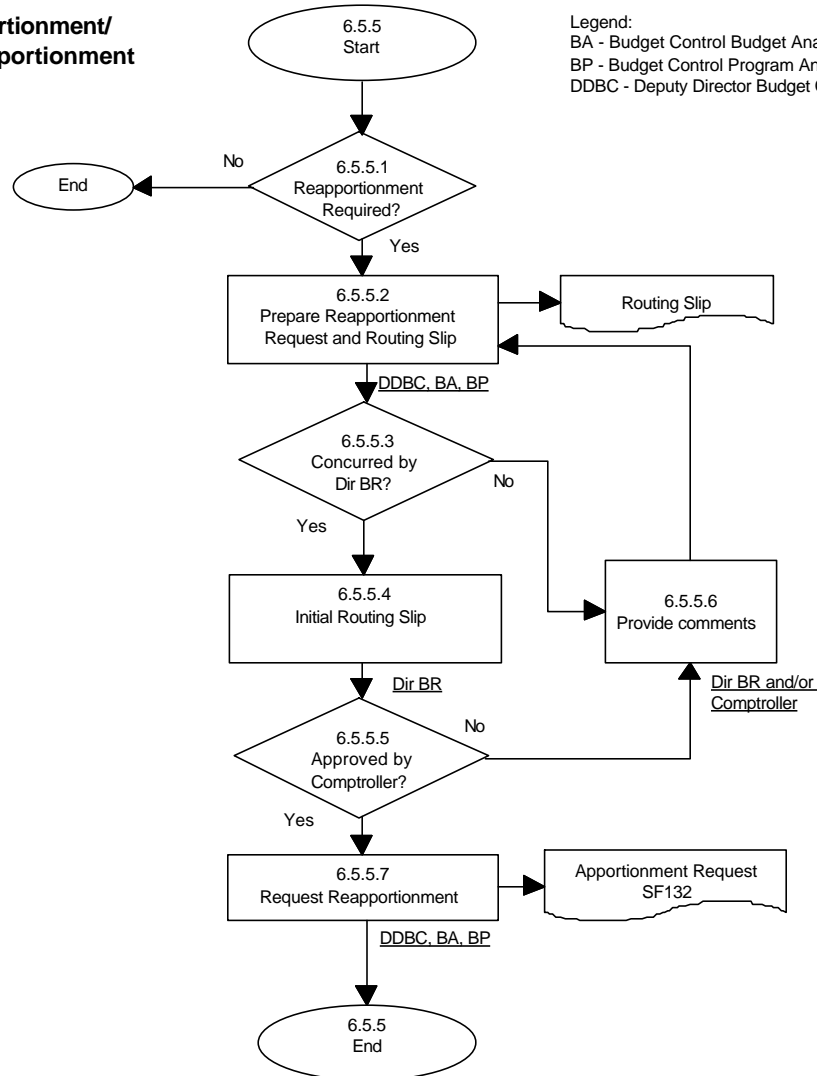 rtionment/
portionment
6.5.5
Start
Legend:
BA - Budget Control Budget Ana
BP - Budget Control Program An
DDBC - Deputy Director Budget
No
End
6.5.5.1
Reapportionment
Required?
Yes
6.5.5.2
Prepare Reapportionment
Request and Routing Slip
Routing Slip
DDBC, BA, BP
6.5.5.3
Concurred by
Dir BR?
No
Yes
6.5.5.4
Initial Routing Slip
6.5.5.6
Provide comments
Dir BR
Dir BR and/or
Comptroller
No
6.5.5.5
Approved by
Comptroller?
Yes
6.5.5.7
Request Reapportionment
Apportionment Request
SF132
DDBC, BA, BP
6.5.5
End